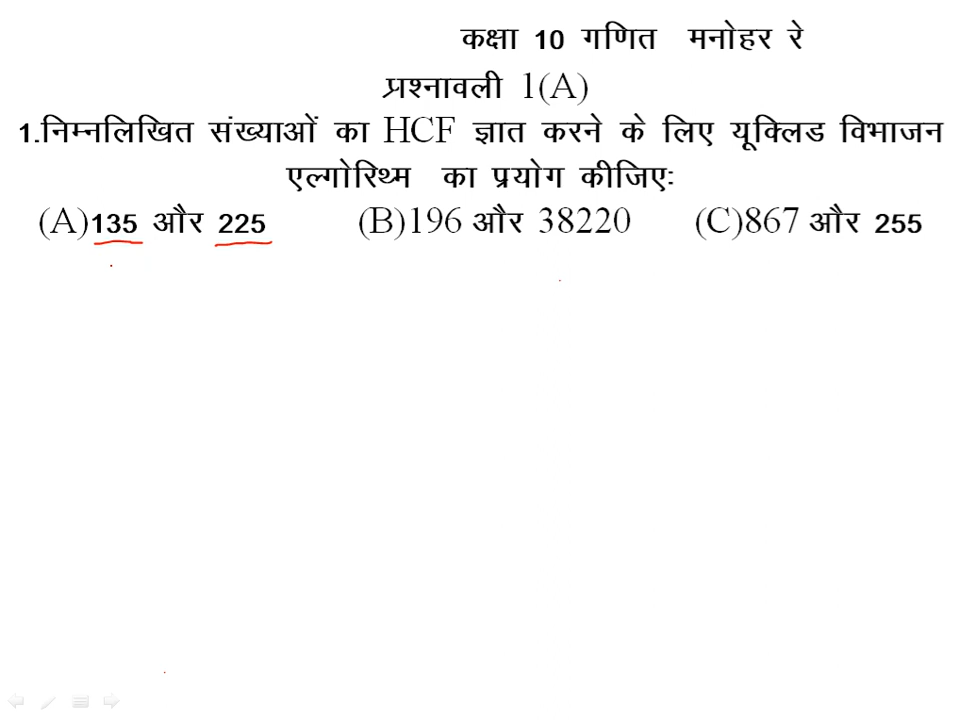 कक्षा 10 गणित मनोहर रे
प्रश्नावली 1(A)
1.निम्नलिखित संख्याओं का HCF ज्ञात करने के लिए यूक्लिड विभाजन
एल्गोरिथ्म का प्रयोग कीजिए:
(A)135 और 225 (B)196 और 38220 (C)867 और 255